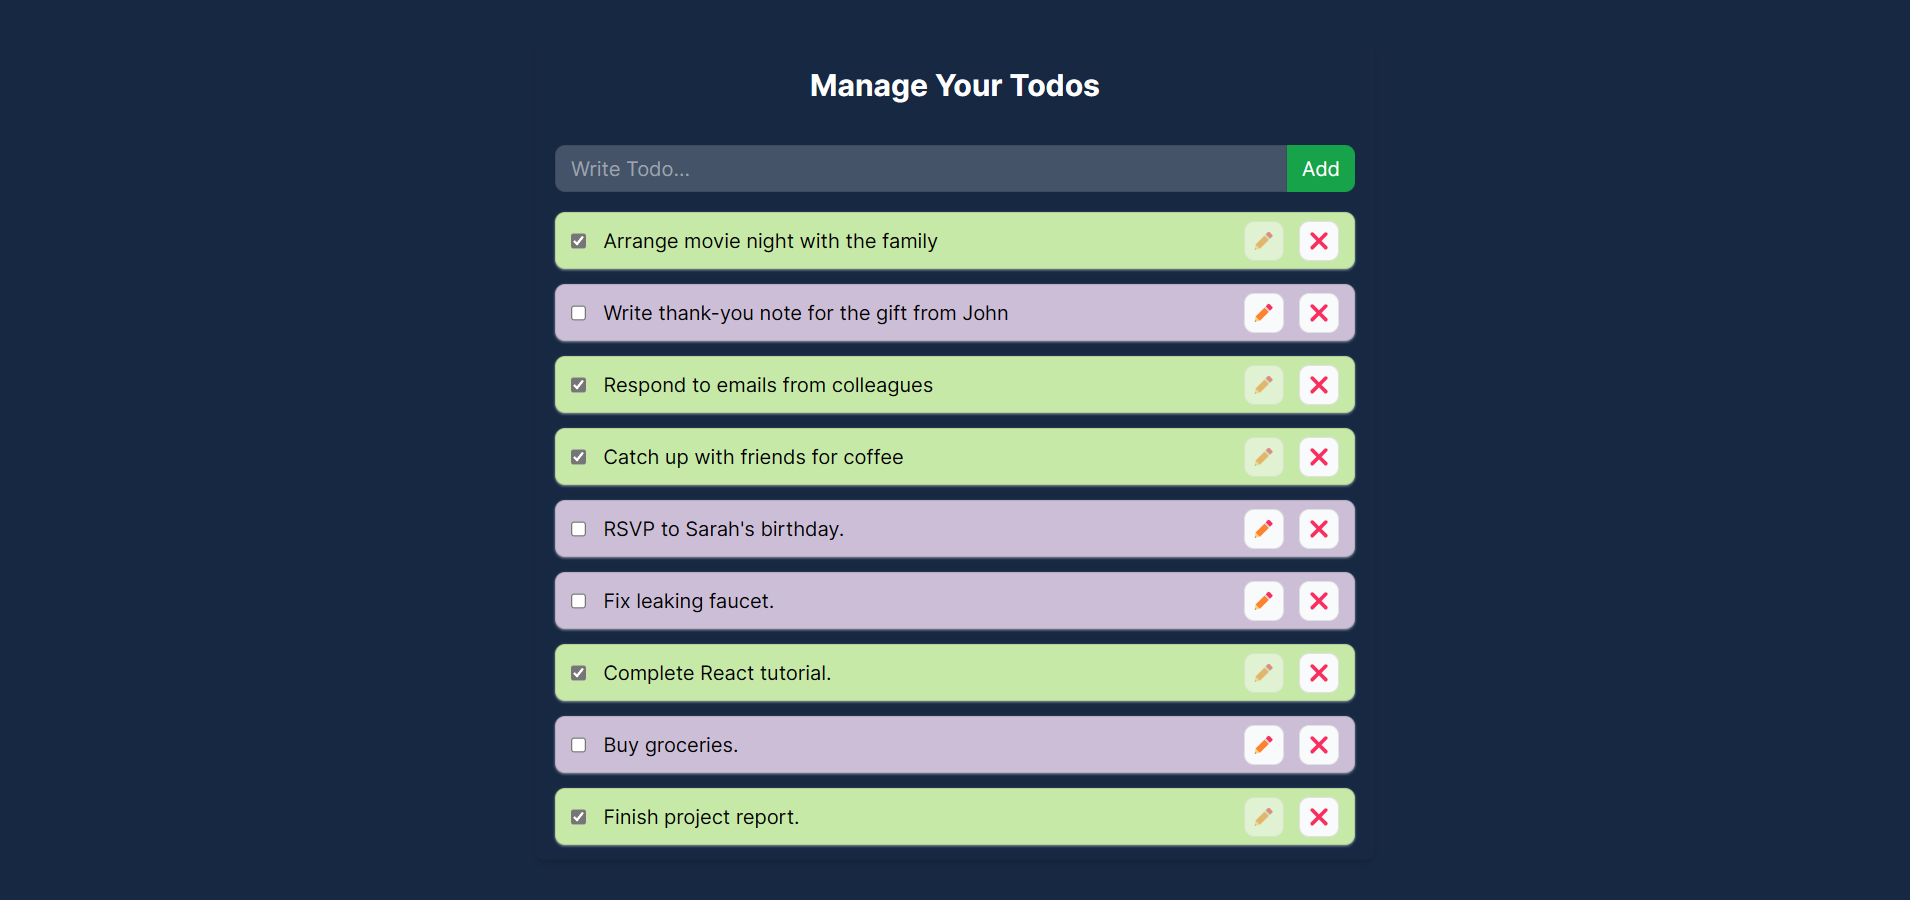 Manage Your Todos
Write Todo...
Add
Arrange movie night with the family
Write thank-you note for the gift from John
Respond to emails from colleagues
Catch up with friends for coffee
RSVP to Sarah's birthday.
Fix leaking faucet.
Complete React tutorial.
Buy groceries.
Finish project report.